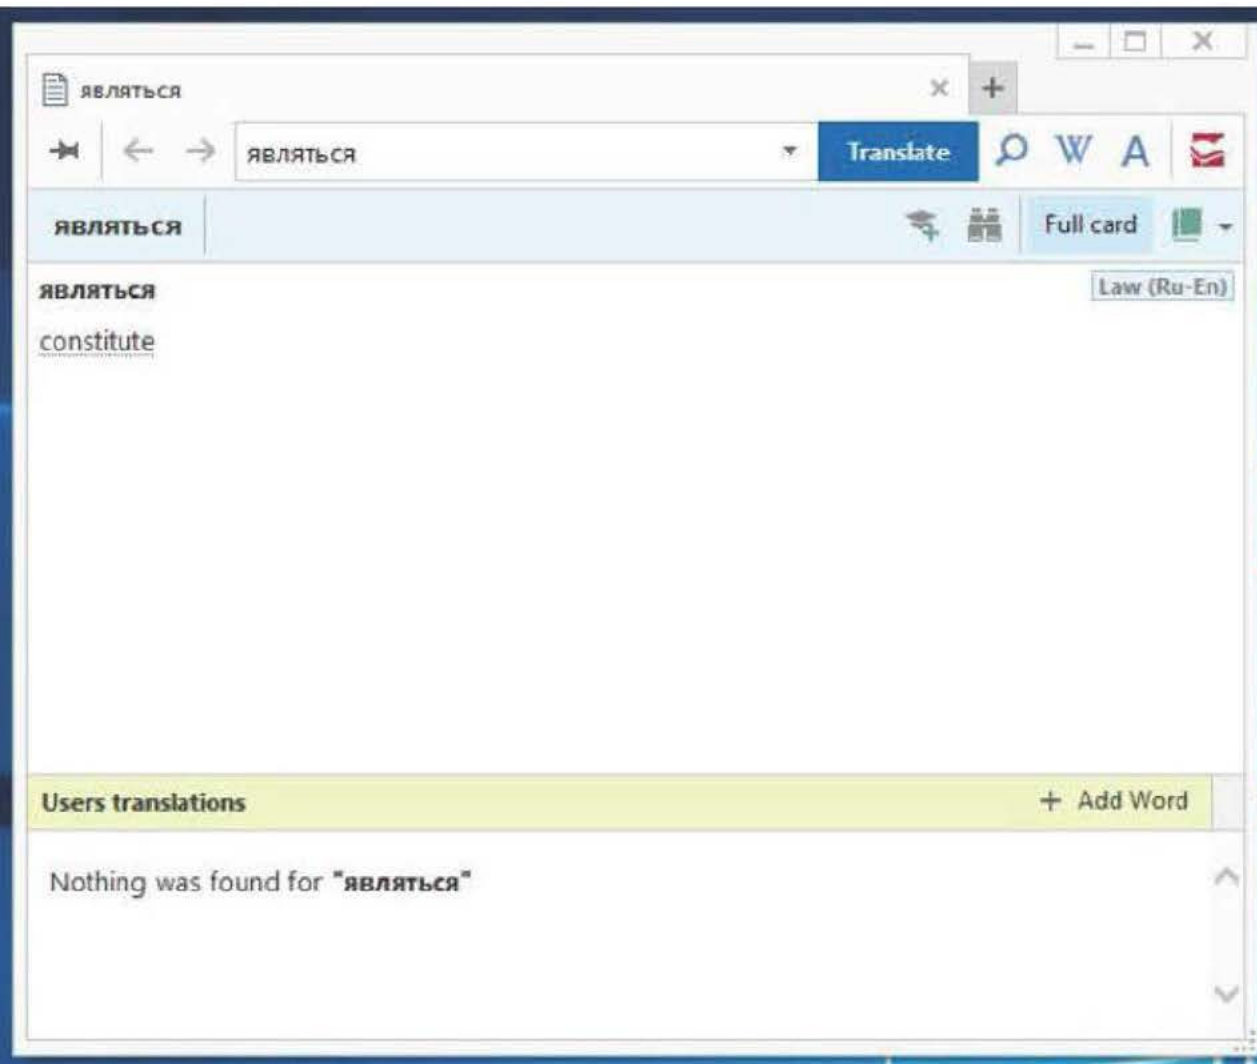 являться
являться
Translate
W A
являться
Full card
являться
Law (Ru-En)
constitute
Users translations
+ Add Word
Nothing was found for "являться"